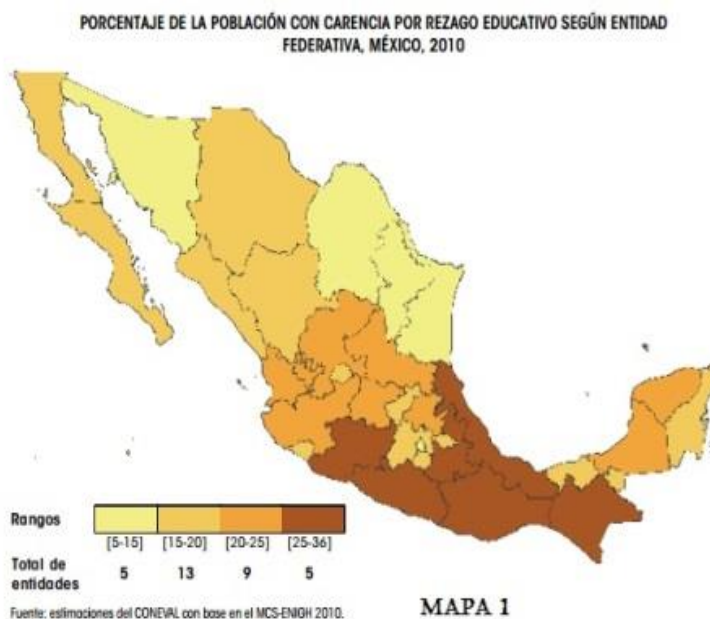 PORCENTAJE DE LA POBLACIÓN CON CARENCIA POR REZAGO EDUCATIVO SEGÚN ENTIDAD
FEDERATIVA, MÉXICO, 2010
Rangos
[5-15] [15-20] [20-25] [25-36]
Total de entidades 5 13 9 5
Fuente: estimaciones del CONEVAL con base en el MCS-ENIGH 2010.
MAPA 1